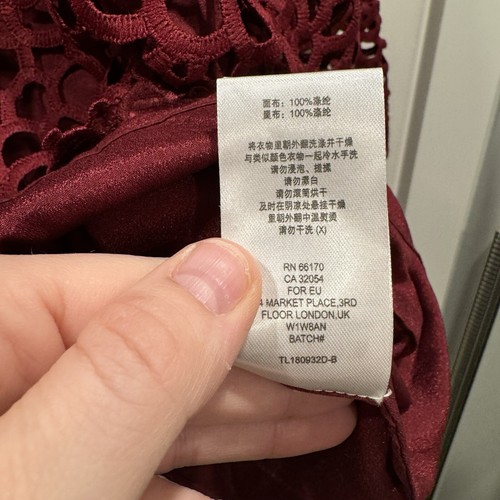 面布：100%涤纶
里布：100%涤纶
将衣物里朝外翻洗涤并干燥
与类似颜色衣物一起冷水手洗
请勿浸泡、搓揉
请勿漂白
请勿滚筒烘干
及时在阴凉处悬挂干燥
里朝外翻中温熨烫
请勿干洗 (X)
RN 66170
CA 32054
FOR EU
MARKET PLACE,3RD
FLOOR LONDON,UK
W1W8AN
BATCH#
TL180932D-B